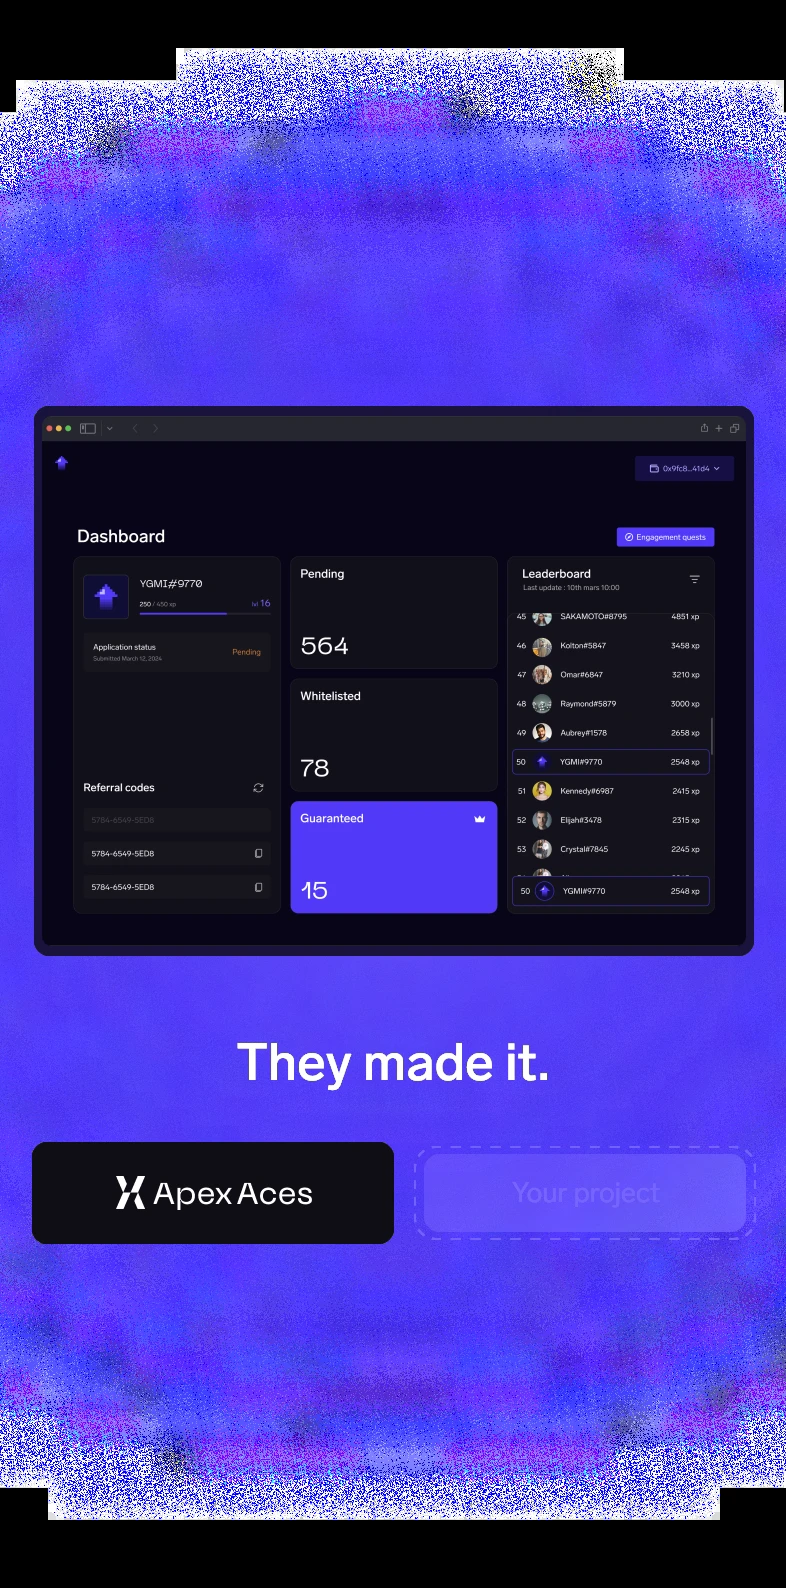 0x9fc8...41d4
Dashboard
Engagement quests
YGMI#9770
250 / 450 xp
lvl 16
Application status
Submitted March 12, 2024
Pending
Referral codes
5784-6549-5ED8
5784-6549-5ED8
5784-6549-5ED8
Pending
564
Whitelisted
78
Guaranteed
15
Leaderboard
Last update : 10th mars 10:00
45 SAKAMOTO#8795 4851 xp
46 Kolton#5847 3458 xp
47 Omar#6847 3210 xp
48 Raymond#5879 3000 xp
49 Aubrey#1578 2658 xp
50 YGMI#9770 2548 xp
51 Kennedy#6987 2415 xp
52 Elijah#3478 2315 xp
53 Crystal#7845 2245 xp
50 YGMI#9770 2548 xp
They made it.
Apex Aces
Your project